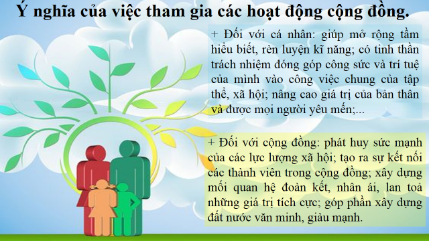 Ý nghĩa của việc tham gia các hoạt động cộng đồng.
+ Đối với cá nhân: giúp mở rộng tầm
hiểu biết, rèn luyện kĩ năng; có tinh thần
trách nhiệm đóng góp công sức và trí tuệ
của mình vào công việc chung của tập
thể, xã hội; nâng cao giá trị của bản thân
và được mọi người yêu mến;...
+ Đối với cộng đồng: phát huy sức mạnh
của các lực lượng xã hội; tạo ra sự kết nối
các thành viên trong cộng đồng; xây dựng
mối quan hệ đoàn kết, nhân ái, lan toả
những giá trị tích cực; góp phần xây dựng
đất nước văn minh, giàu mạnh.